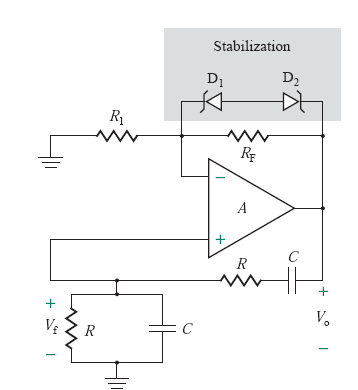 Stabilization
D1 D2
R1
RF
−
A
+
R C
+
Vo
−
+
Vf R C
−